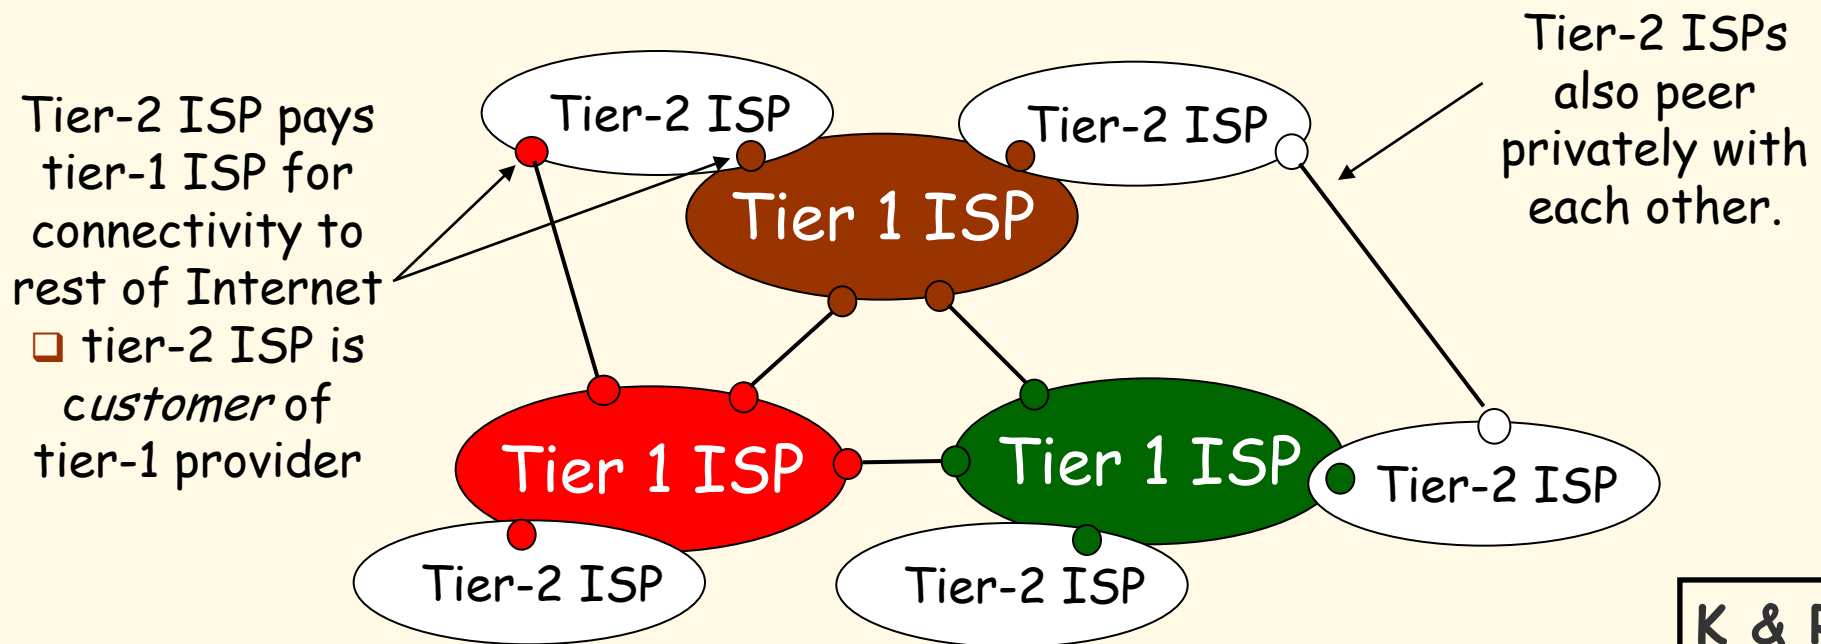 Tier-2 ISP pays
tier-1 ISP for
connectivity to
rest of Internet
❑ tier-2 ISP is
customer of
tier-1 provider
Tier-2 ISP
Tier-2 ISP
Tier-2 ISPs
also peer
privately with
each other.
Tier 1 ISP
Tier 1 ISP
Tier 1 ISP
Tier-2 ISP
Tier-2 ISP
Tier-2 ISP
K &